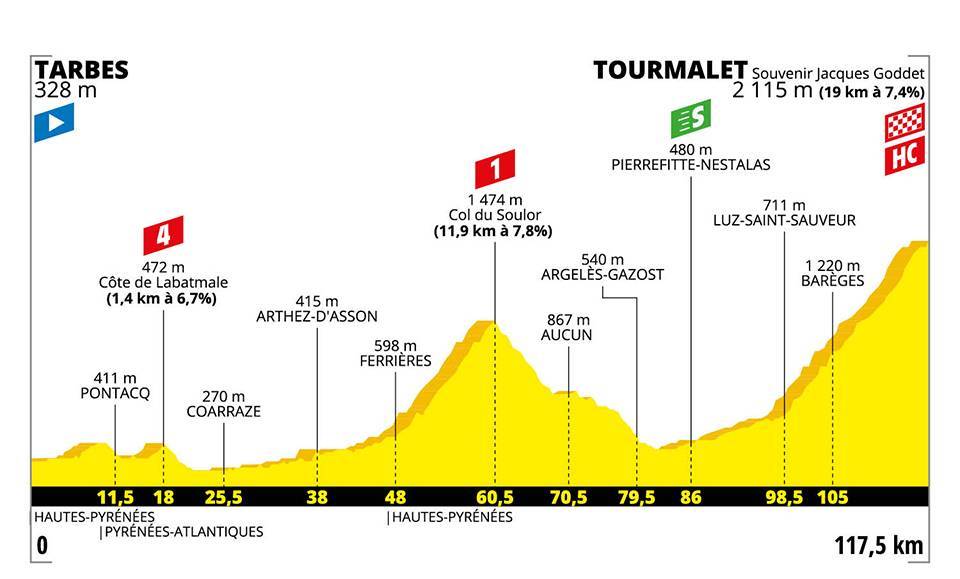 TARBES
328 m
TOURMALET Souvenir Jacques Goddet
2 115 m (19 km à 7,4%)
HC
S
480 m
PIERREFITTE-NESTALAS
1
1 474 m
Col du Soulor
(11,9 km à 7,8%)
711 m
LUZ-SAINT-SAUVEUR
4
472 m
Côte de Labatmale
(1,4 km à 6,7%)
540 m
ARGELÈS-GAZOST
1 220 m
BARÈGES
415 m
ARTHEZ-D'ASSON
867 m
AUCUN
598 m
FERRIÈRES
411 m
PONTACQ
270 m
COARRAZE
11,5 18 25,5 38 48 60,5 70,5 79,5 86 98,5 105
|HAUTES-PYRÉNÉES |HAUTES-PYRÉNÉES
|PYRÉNÉES-ATLANTIQUES
0 117,5 km